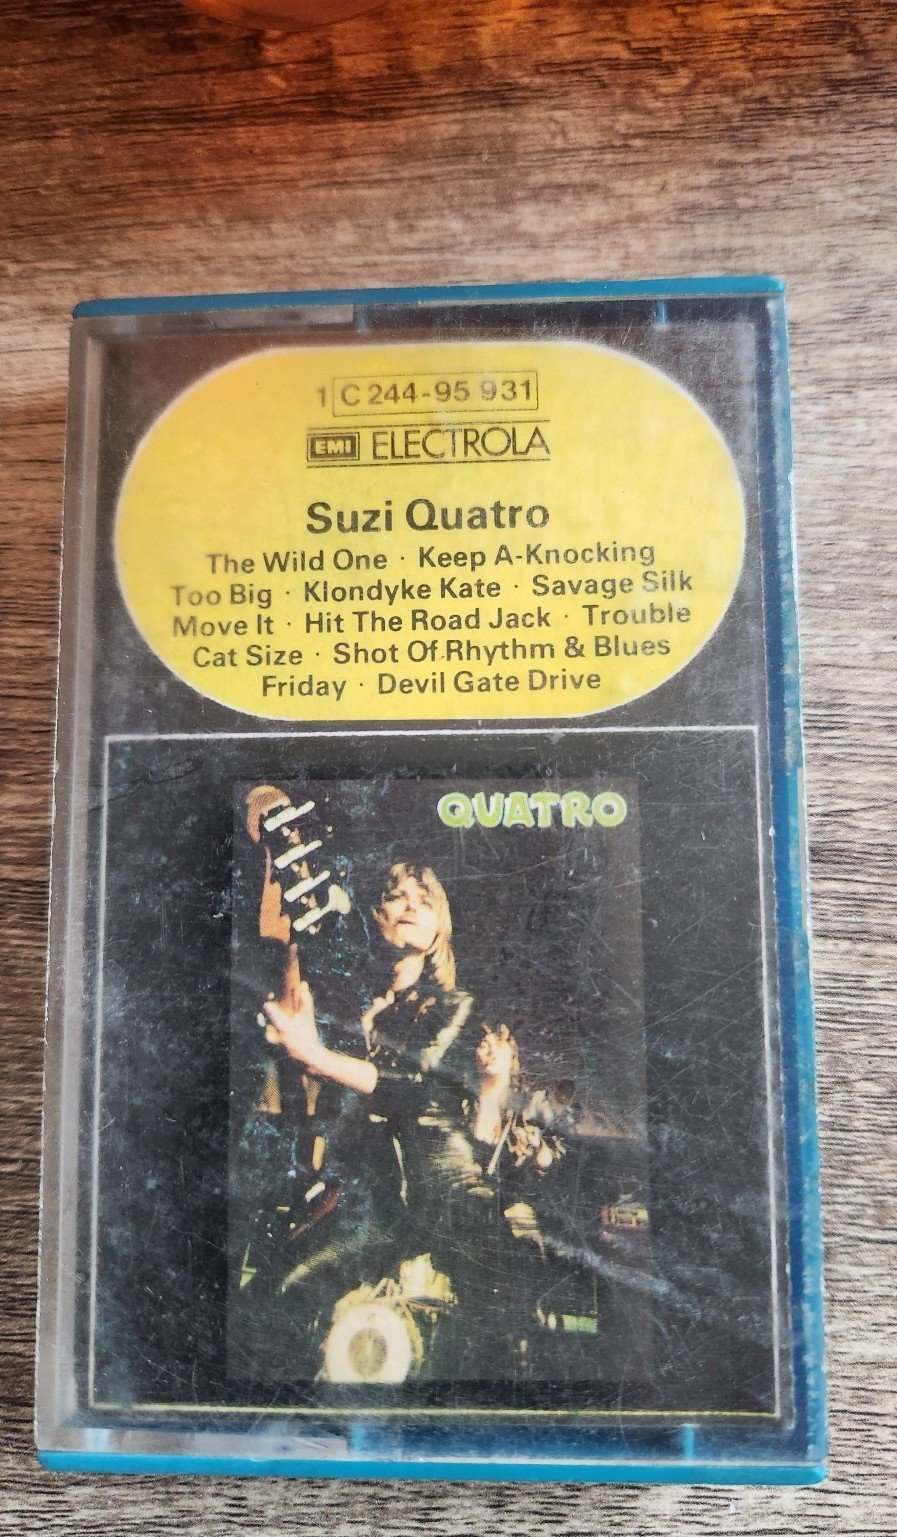 1 C 244-95 931
EMI ELECTROLA
Suzi Quatro
The Wild One · Keep A-Knocking
Too Big · Klondyke Kate · Savage Silk
Move It · Hit The Road Jack · Trouble
Cat Size · Shot Of Rhythm & Blues
Friday · Devil Gate Drive
QUATRO